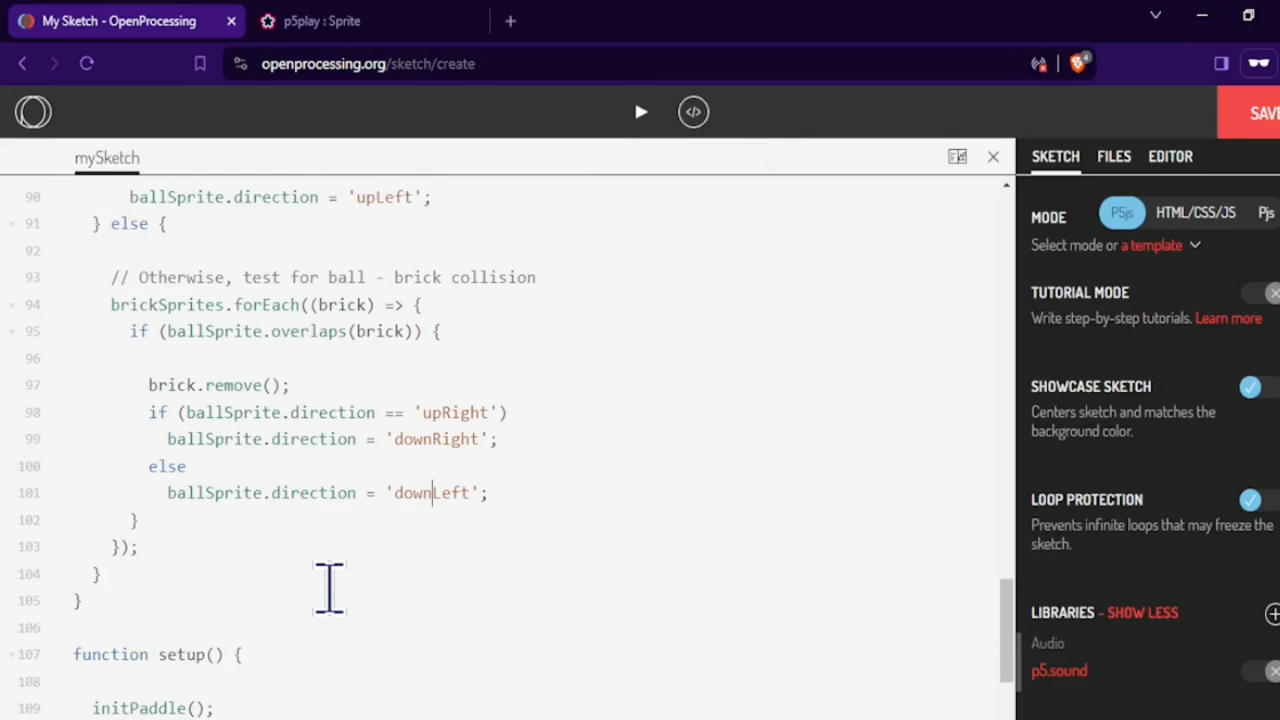 My Sketch - OpenProcessing
p5play : Sprite
openprocessing.org/sketch/create
4
</>
SAVE
mySketch
SKETCH FILES EDITOR
90 ballSprite.direction = 'upLeft';
91 } else {
92
93 // Otherwise, test for ball - brick collision
94 brickSprites.forEach((brick) => {
95 if (ballSprite.overlaps(brick)) {
96
97 brick.remove();
98 if (ballSprite.direction == 'upRight')
99 ballSprite.direction = 'downRight';
100 else
101 ballSprite.direction = 'downLeft';
102 }
103 });
104 }
105 }
106
107 function setup() {
108
109 initPaddle();
MODE P5js HTML/CSS/JS Pjs
Select mode or a template
TUTORIAL MODE
Write step-by-step tutorials. Learn more
SHOWCASE SKETCH
Centers sketch and matches the
background color.
LOOP PROTECTION
Prevents infinite loops that may freeze the
sketch.
LIBRARIES - SHOW LESS
Audio
p5.sound